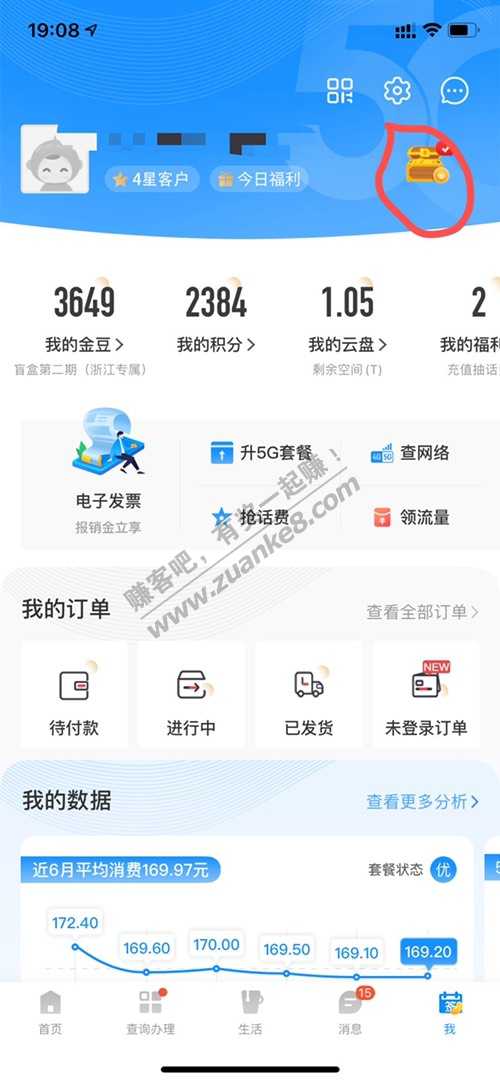 19:08
5G
4星客户
今日福利
3649
2384
1.05
2
我的金豆
我的积分
我的云盘
我的福利
盲盒第二期（浙江专属）
剩余空间(T)
充值抽话
电子发票
报销金立享
升5G套餐
4G 5G
查网络
抢话费
领流量
赚客吧，有奖一起赚！
www.zuanke8.com
我的订单
查看全部订单
待付款
进行中
已发货
NEW
未登录订单
我的数据
查看更多分析
近6月平均消费169.97元
套餐状态
优
172.40
169.60
170.00
169.50
169.10
169.20
首页
查询办理
生活
15
消息
签
我